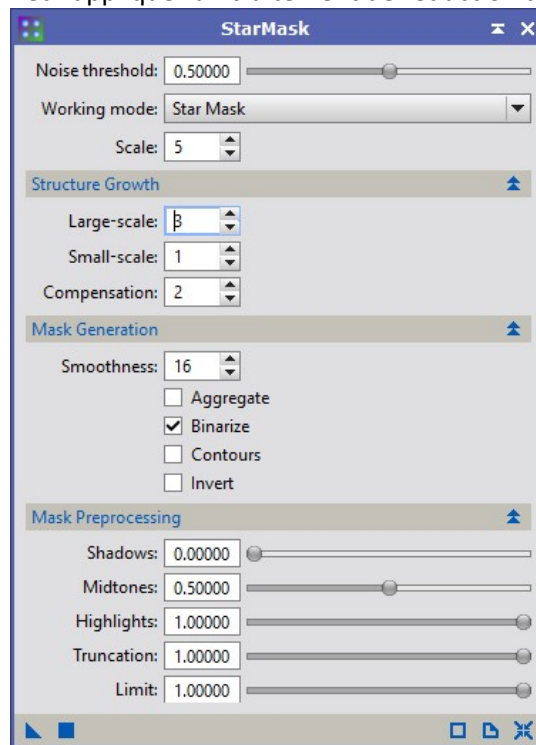 StarMask
Noise threshold: 0.50000
Working mode: Star Mask
Scale: 5
Structure Growth
Large-scale: 3
Small-scale: 1
Compensation: 2
Mask Generation
Smoothness: 16
Aggregate
Binarize
Contours
Invert
Mask Preprocessing
Shadows: 0.00000
Midtones: 0.50000
Highlights: 1.00000
Truncation: 1.00000
Limit: 1.00000